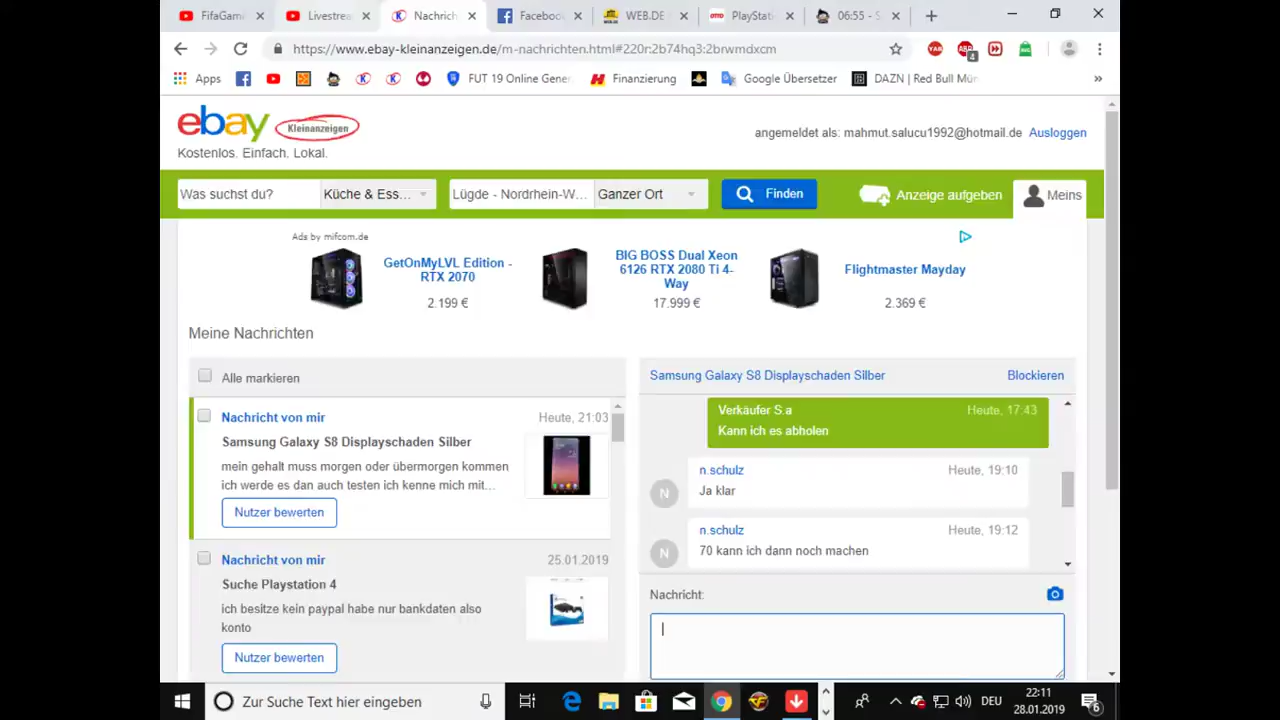 FifaGam
Livestrea
Nachrich
Facebook
WEB.DE
PlayStati
06:55 - S
https://www.ebay-kleinanzeigen.de/m-nachrichten.html#220r:2b74hq3:2brwmdxcm
Apps
FUT 19 Online Gener
Finanzierung
Google Übersetzer
DAZN | Red Bull Mün
ebay Kleinanzeigen
Kostenlos. Einfach. Lokal.
angemeldet als: mahmut.salucu1992@hotmail.de Ausloggen
Was suchst du? Küche & Ess... Lügde - Nordrhein-W... Ganzer Ort Finden Anzeige aufgeben Meins
Ads by mifcom.de
GetOnMyLVL Edition -
RTX 2070
2.199 €
BIG BOSS Dual Xeon
6126 RTX 2080 Ti 4-
Way
17.999 €
Flightmaster Mayday
2.369 €
Meine Nachrichten
Alle markieren
Nachricht von mir Heute, 21:03
Samsung Galaxy S8 Displayschaden Silber
mein gehalt muss morgen oder übermorgen kommen
ich werde es dan auch testen ich kenne mich mit...
Nutzer bewerten
Nachricht von mir 25.01.2019
Suche Playstation 4
ich besitze kein paypal habe nur bankdaten also
konto
Nutzer bewerten
Samsung Galaxy S8 Displayschaden Silber Blockieren
Verkäufer S.a Heute, 17:43
Kann ich es abholen
n.schulz Heute, 19:10
N
Ja klar
n.schulz Heute, 19:12
N
70 kann ich dann noch machen
Nachricht:
Zur Suche Text hier eingeben
DEU
22:11
28.01.2019